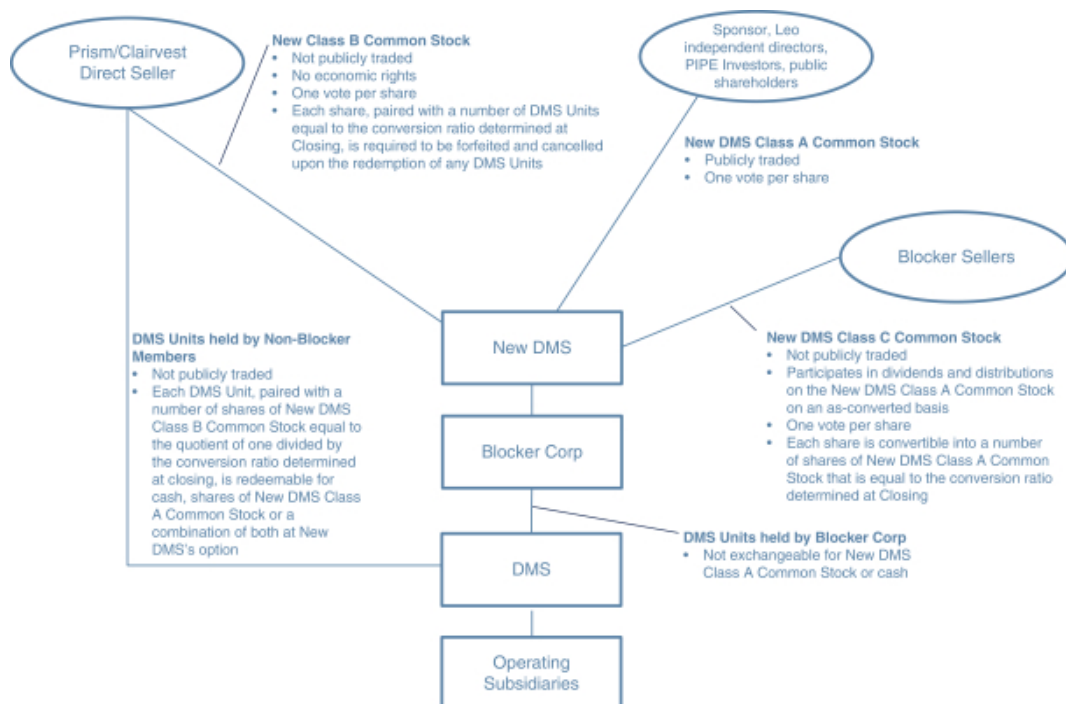 Prism/Clairvest
Direct Seller
New Class B Common Stock
• Not publicly traded
• No economic rights
• One vote per share
• Each share, paired with a number of DMS Units
equal to the conversion ratio determined at
Closing, is required to be forfeited and cancelled
upon the redemption of any DMS Units
Sponsor, Leo
independent directors,
PIPE Investors, public
shareholders
New DMS Class A Common Stock
• Publicly traded
• One vote per share
Blocker Sellers
New DMS
DMS Units held by Non-Blocker
Members
• Not publicly traded
• Each DMS Unit, paired with a
number of shares of New DMS
Class B Common Stock equal to
the quotient of one divided by
the conversion ratio determined
at closing, is redeemable for
cash, shares of New DMS Class
A Common Stock or a
combination of both at New
DMS's option
New DMS Class C Common Stock
• Not publicly traded
• Participates in dividends and distributions
on the New DMS Class A Common Stock
on an as-converted basis
• One vote per share
• Each share is convertible into a number
of shares of New DMS Class A Common
Stock that is equal to the conversion ratio
determined at Closing
Blocker Corp
DMS Units held by Blocker Corp
• Not exchangeable for New DMS
Class A Common Stock or cash
DMS
Operating
Subsidiaries